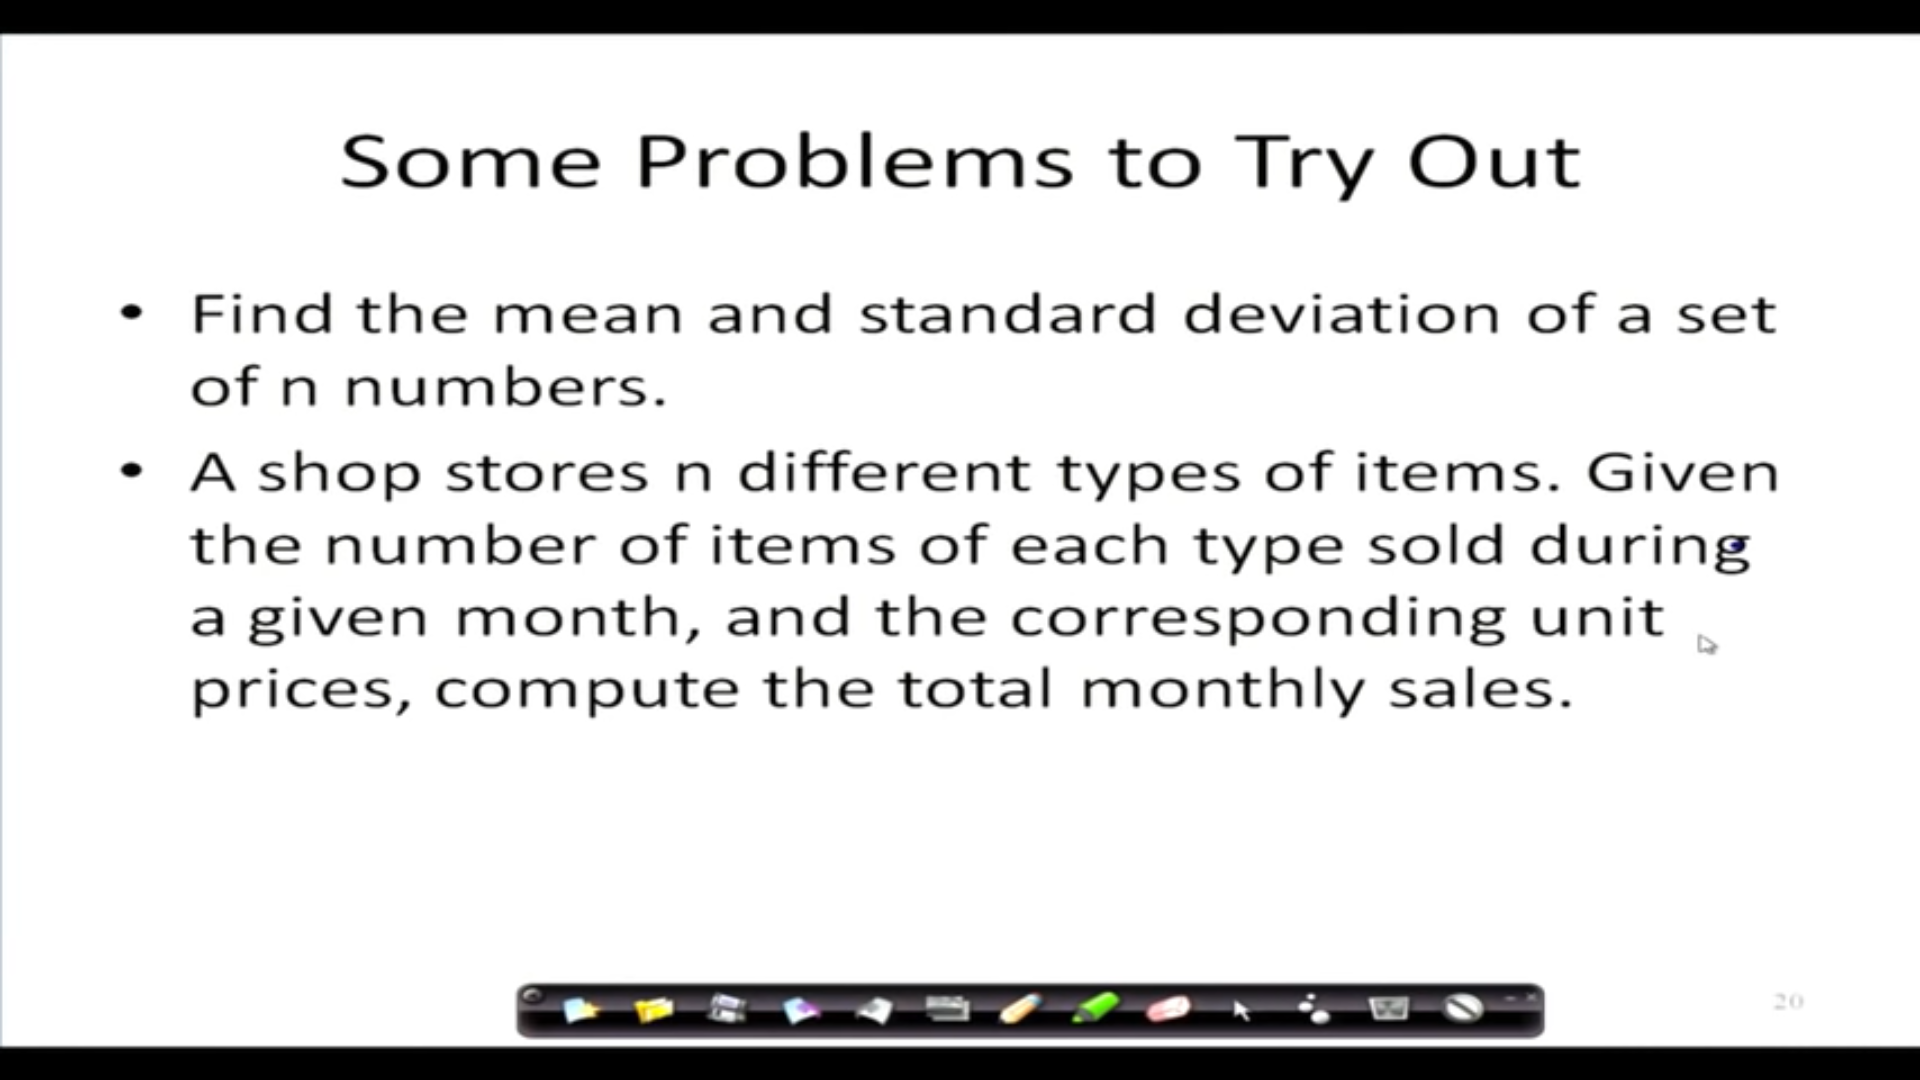 Some Problems to Try Out
• Find the mean and standard deviation of a set
of n numbers.
• A shop stores n different types of items. Given
the number of items of each type sold during
a given month, and the corresponding unit
prices, compute the total monthly sales.
20